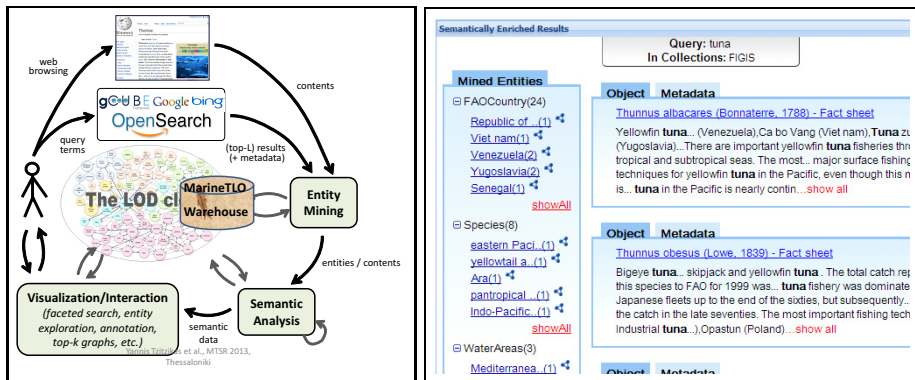 web
browsing
contents
gCUBE Google bing
OpenSearch
query
terms
(top-L) results
(+ metadata)
The LOD cl
MarineTLO
Warehouse
Entity
Mining
entities / contents
Visualization/Interaction
(faceted search, entity
exploration, annotation,
top-k graphs, etc.)
semantic
data
Semantic
Analysis
Yannis Tzitzikas et al., MTSR 2013,
Thessaloniki
Semantically Enriched Results
Query: tuna
In Collections: FIGIS
Mined Entities
FAOCountry(24)
Republic of ..(1)
Viet nam(1)
Venezuela(2)
Yugoslavia(2)
Senegal(1)
showAll
Species(8)
eastern Paci..(1)
yellowtail a..(1)
Ara(1)
pantropical ..(1)
Indo-Pacific..(1)
showAll
WaterAreas(3)
Mediterranea..(1)
Object Metadata
Thunnus albacares (Bonnaterre, 1788) - Fact sheet
Yellowfin tuna... (Venezuela),Ca bo Vang (Viet nam),Tuna zu
(Yugoslavia)...There are important yellowfin tuna fisheries thr
tropical and subtropical seas. The most... major surface fishing
techniques for yellowfin tuna in the Pacific, even though this m
is... tuna in the Pacific is nearly contin...show all
Object Metadata
Thunnus obesus (Lowe, 1839) - Fact sheet
Bigeye tuna... skipjack and yellowfin tuna . The total catch rep
this species to FAO for 1999 was... tuna fishery was dominate
Japanese fleets up to the end of the sixties, but subsequently..
the catch in the late seventies. The most important fishing tech
Industrial tuna...),Opastun (Poland)...show all
Object Metadata